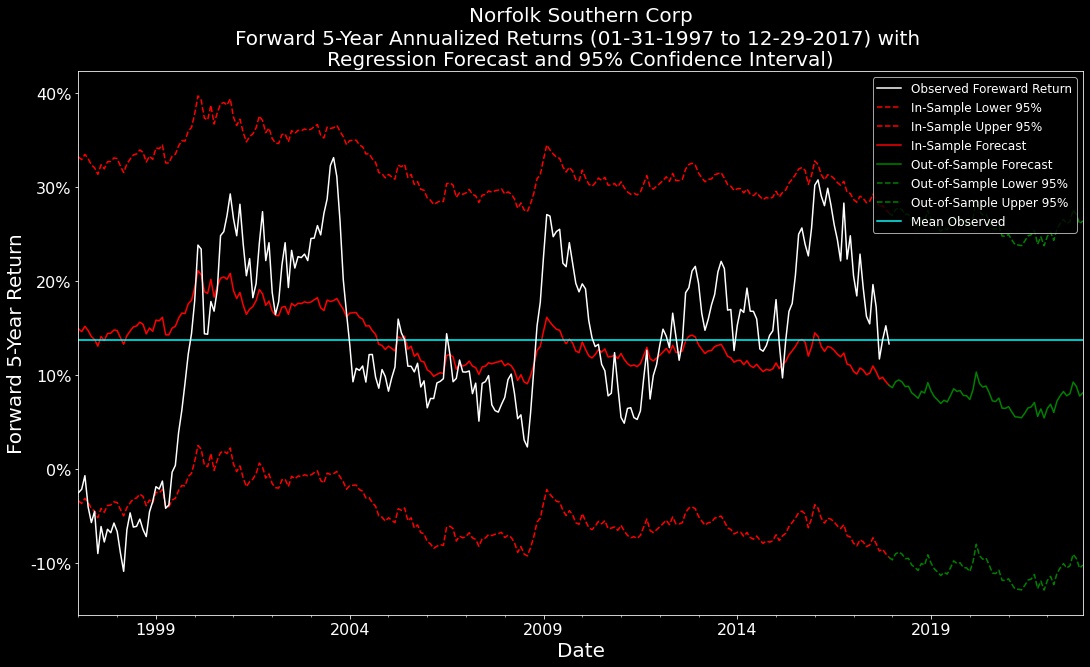 Norfolk Southern Corp
Forward 5-Year Annualized Returns (01-31-1997 to 12-29-2017) with
Regression Forecast and 95% Confidence Interval)
Forward 5-Year Return
40%
30%
20%
10%
0%
-10%
Observed Foreward Return
In-Sample Lower 95%
In-Sample Upper 95%
In-Sample Forecast
Out-of-Sample Forecast
Out-of-Sample Lower 95%
Out-of-Sample Upper 95%
Mean Observed
1999
2004
2009
2014
2019
Date